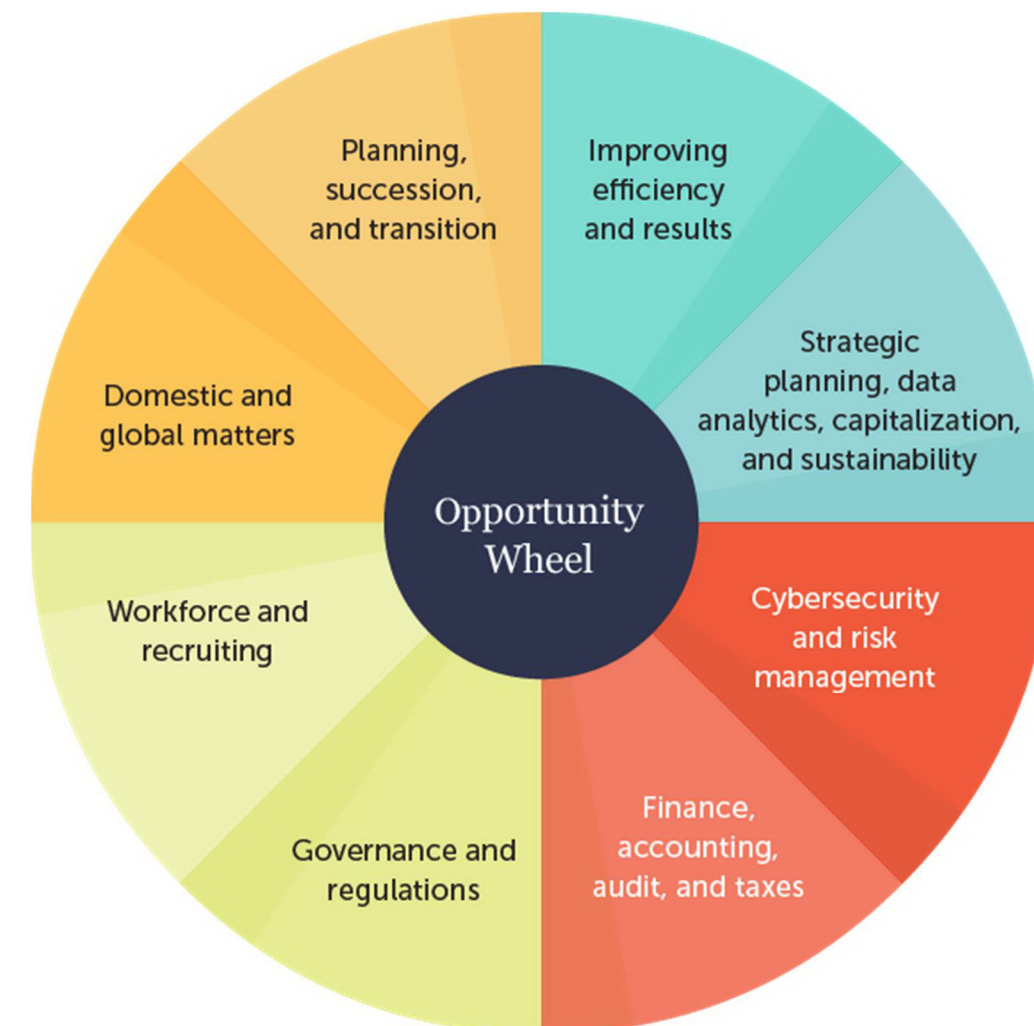 Planning,
succession,
and transition
Improving
efficiency
and results
Strategic
planning, data
analytics, capitalization,
and sustainability
Domestic and
global matters
Opportunity
Wheel
Cybersecurity
and risk
management
Workforce and
recruiting
Finance,
accounting,
audit, and taxes
Governance and
regulations